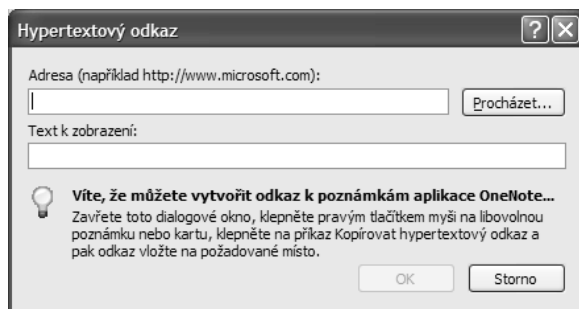 Hypertextový odkaz
Adresa (například http://www.microsoft.com):
Procházet...
Text k zobrazení:
Víte, že můžete vytvořit odkaz k poznámkám aplikace OneNote...
Zavřete toto dialogové okno, klepněte pravým tlačítkem myši na libovolnou
poznámku nebo kartu, klepněte na příkaz Kopírovat hypertextový odkaz a
pak odkaz vložte na požadované místo.
OK Storno